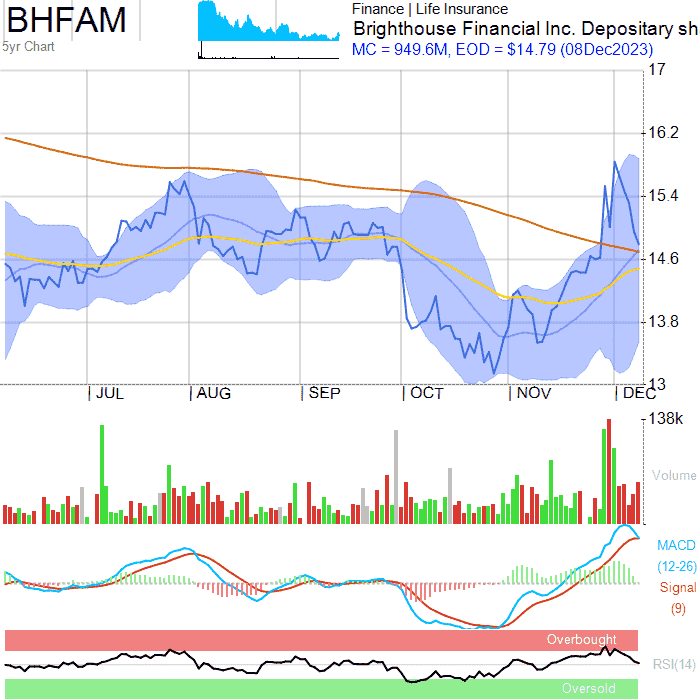 BHFAM
5yr Chart
Finance | Life Insurance
Brighthouse Financial Inc. Depositary sh
MC = 949.6M, EOD = $14.79 (08Dec2023)
17
16.2
15.4
14.6
13.8
13
JUL AUG SEP OCT NOV DEC
138k
Volume
MACD
(12-26)
Signal
(9)
Overbought
RSI(14)
Oversold